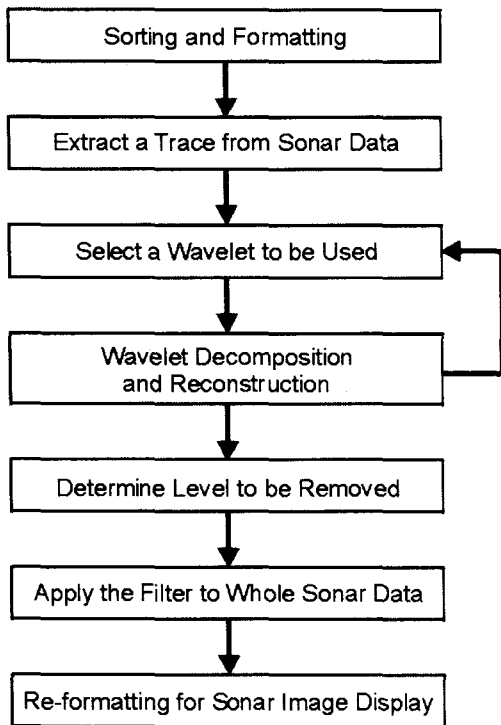 Sorting and Formatting
Extract a Trace from Sonar Data
Select a Wavelet to be Used
Wavelet Decomposition
and Reconstruction
Determine Level to be Removed
Apply the Filter to Whole Sonar Data
Re-formatting for Sonar Image Display